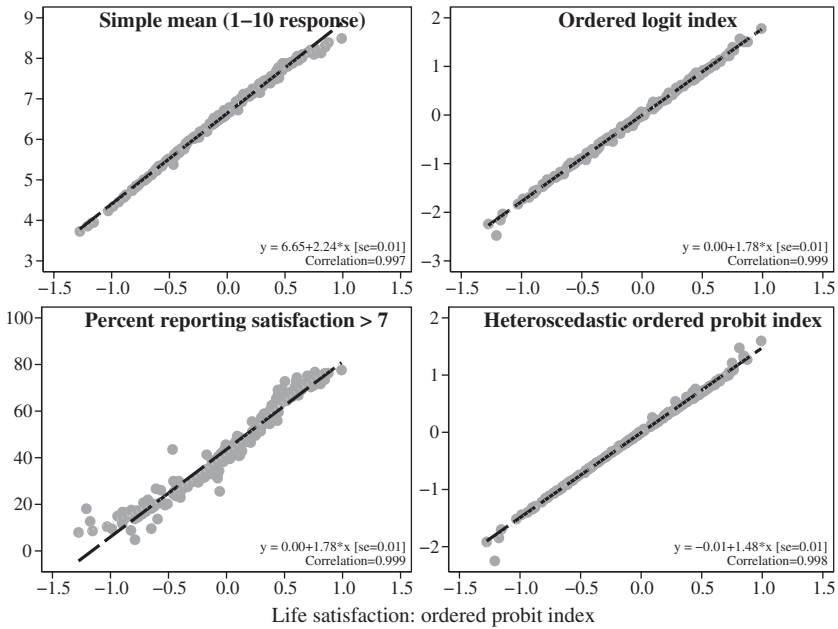 Simple mean (1–10 response)
9
8
7
6
5
4
3
y = 6.65+2.24*x [se=0.01]
Correlation=0.997
−1.5 −1.0 −0.5 0.0 0.5 1.0 1.5
Ordered logit index
2
1
0
−1
−2
−3
y = 0.00+1.78*x [se=0.01]
Correlation=0.999
−1.5 −1.0 −0.5 0.0 0.5 1.0 1.5
Percent reporting satisfaction > 7
100
80
60
40
20
0
y = 0.00+1.78*x [se=0.01]
Correlation=0.999
−1.5 −1.0 −0.5 0.0 0.5 1.0 1.5
Heteroscedastic ordered probit index
2
1
0
−1
−2
y = −0.01+1.48*x [se=0.01]
Correlation=0.998
−1.5 −1.0 −0.5 0.0 0.5 1.0 1.5
Life satisfaction: ordered probit index